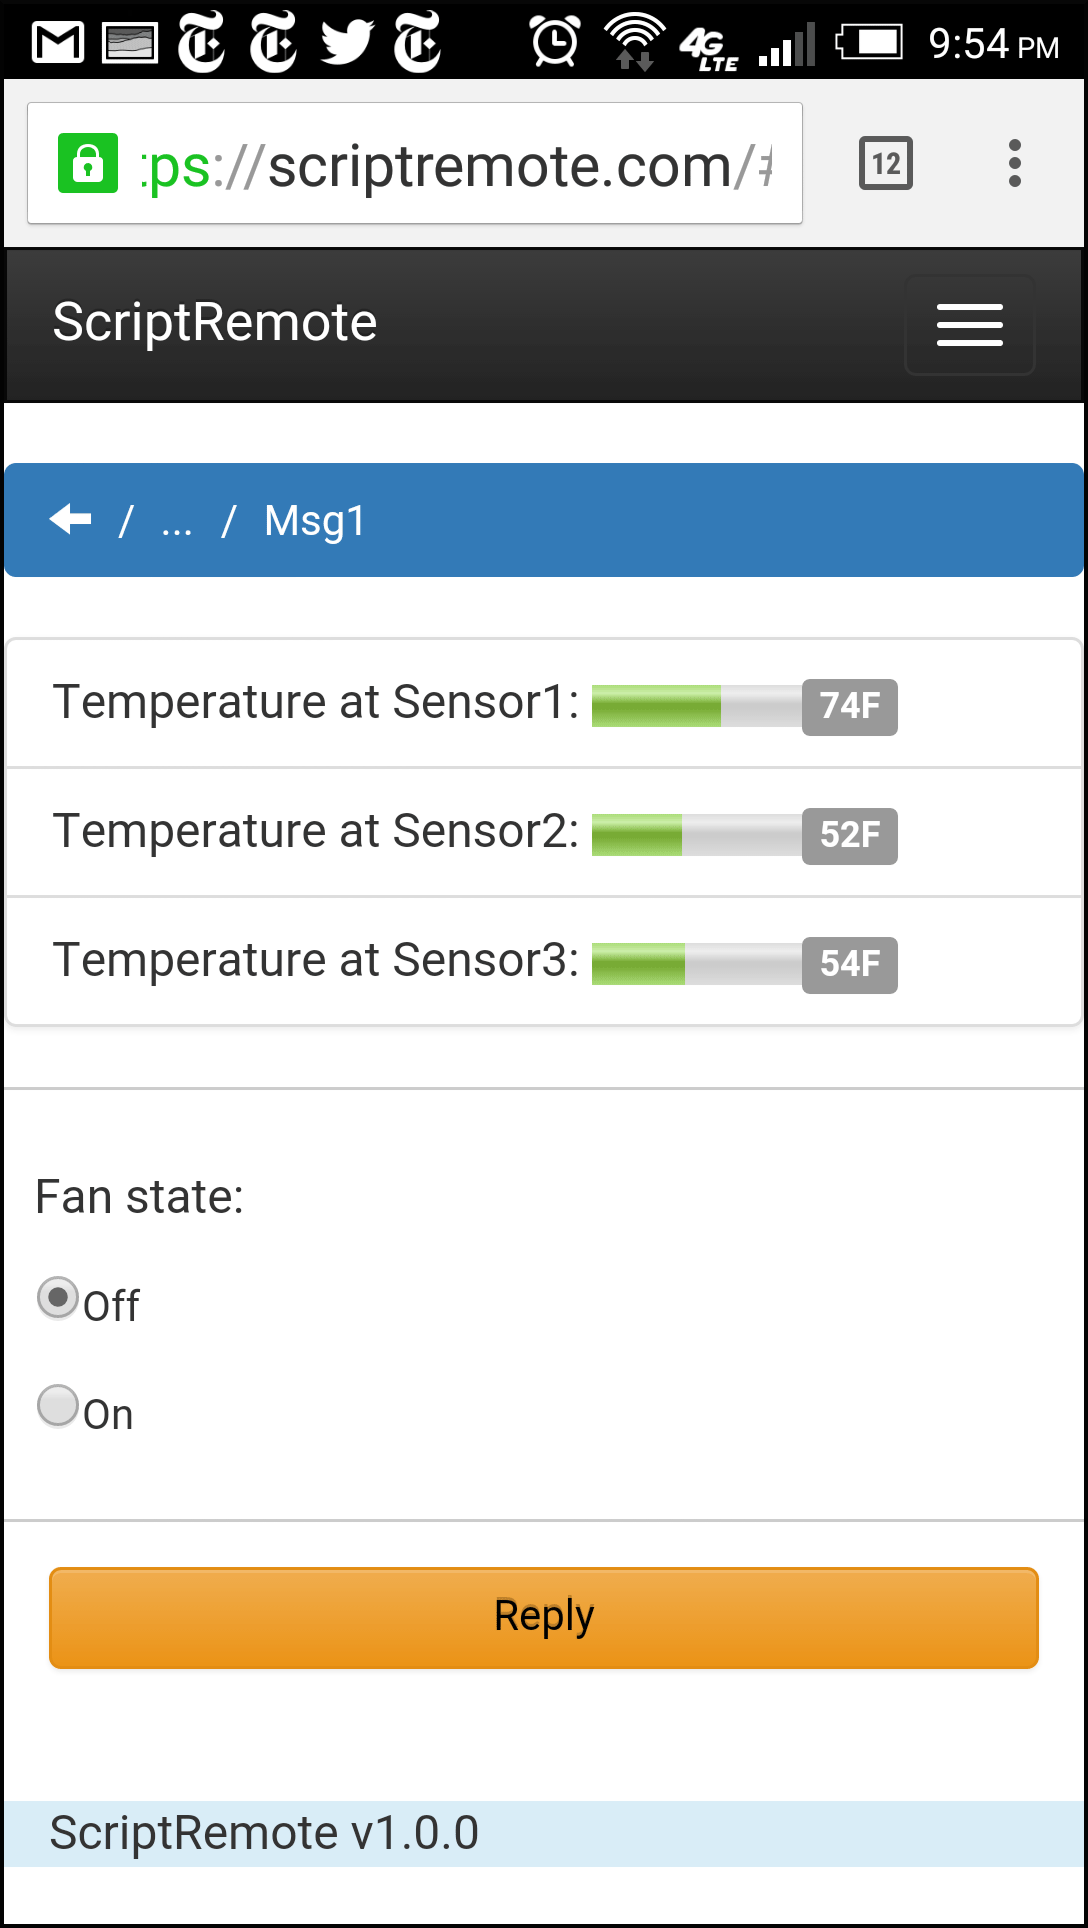 4G LTE 9:54 PM
:ps://scriptremote.com/# 12
ScriptRemote
/ ... / Msg1
Temperature at Sensor1: 74F
Temperature at Sensor2: 52F
Temperature at Sensor3: 54F
Fan state:
Off
On
Reply
ScriptRemote v1.0.0